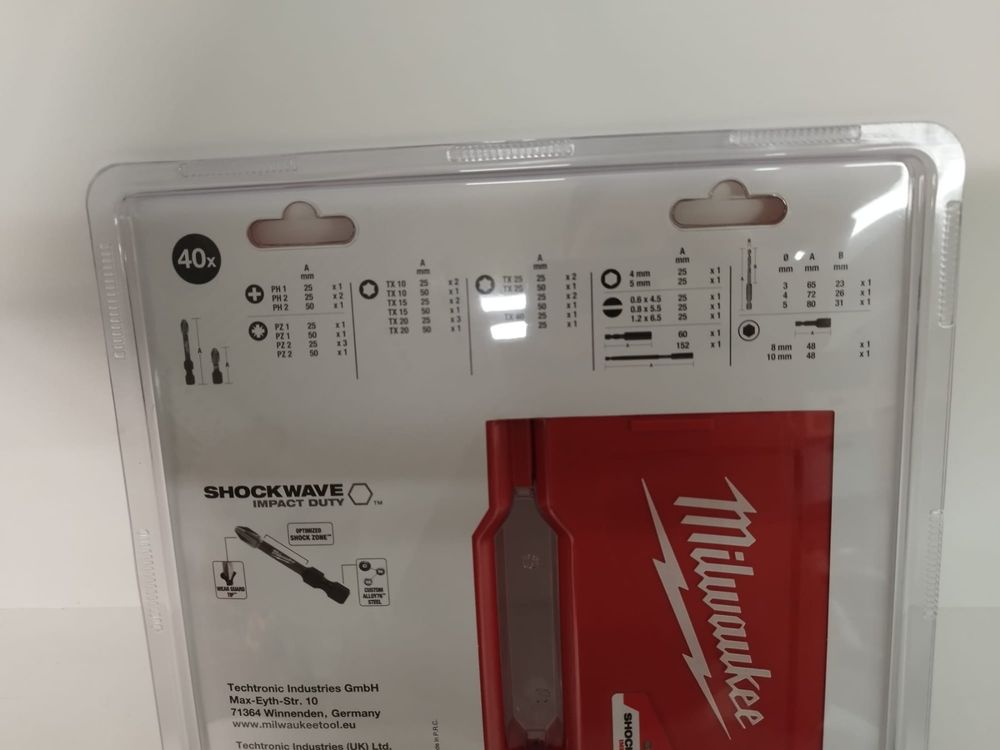 40x
A
mm
PH 1 25 x 1
PH 2 25 x 2
PH 2 50 x 1
PZ 1 25 x 1
PZ 1 50 x 1
PZ 2 25 x 3
PZ 2 50 x 1
A
mm
TX 10 25 x 2
TX 10 50 x 1
TX 15 25 x 2
TX 15 50 x 1
TX 20 25 x 3
TX 20 50 x 1
A
mm
TX 25 25 x 2
50 x 1
25 x 2
50 x 1
TX 40 25 x 1
A
mm
4 mm 25 x 1
5 mm 25 x 1
0.6 x 4.5 25 x 1
0.8 x 5.5 25 x 1
1.2 x 6.5 25 x 1
60 x 1
A
152 x 1
A
Ø A B
mm mm mm
3 65 23 x 1
4 72 26 x 1
5 80 31 x 1
8 mm 48 x 1
10 mm 48 x 1
A
A
SHOCKWAVE
IMPACT DUTY ™
OPTIMIZED
SHOCK ZONE™
WEAR GUARD
TIP™
CUSTOM
ALLOY76™
STEEL
Milwaukee
SHOCK
Techtronic Industries GmbH
Max-Eyth-Str. 10
71364 Winnenden, Germany
www.milwaukeetool.eu
Techtronic Industries (UK) Ltd.
in P.R.C.